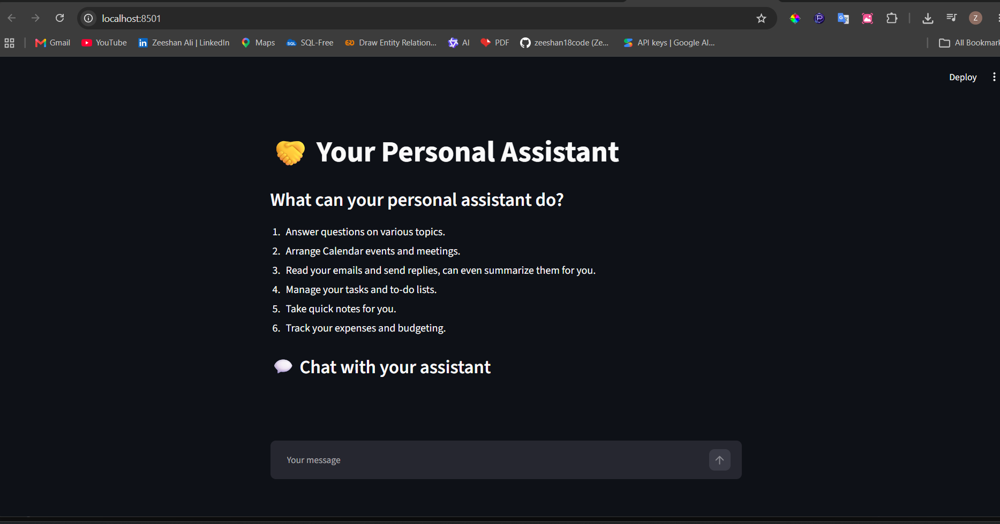 localhost:8501
Z
Gmail YouTube Zeeshan Ali | LinkedIn Maps SQL-Free Draw Entity Relation... AI PDF zeeshan18code (Ze... API keys | Google AI... All Bookmark
Deploy
🤝 Your Personal Assistant
What can your personal assistant do?
1. Answer questions on various topics.
2. Arrange Calendar events and meetings.
3. Read your emails and send replies, can even summarize them for you.
4. Manage your tasks and to-do lists.
5. Take quick notes for you.
6. Track your expenses and budgeting.
💬 Chat with your assistant
Your message